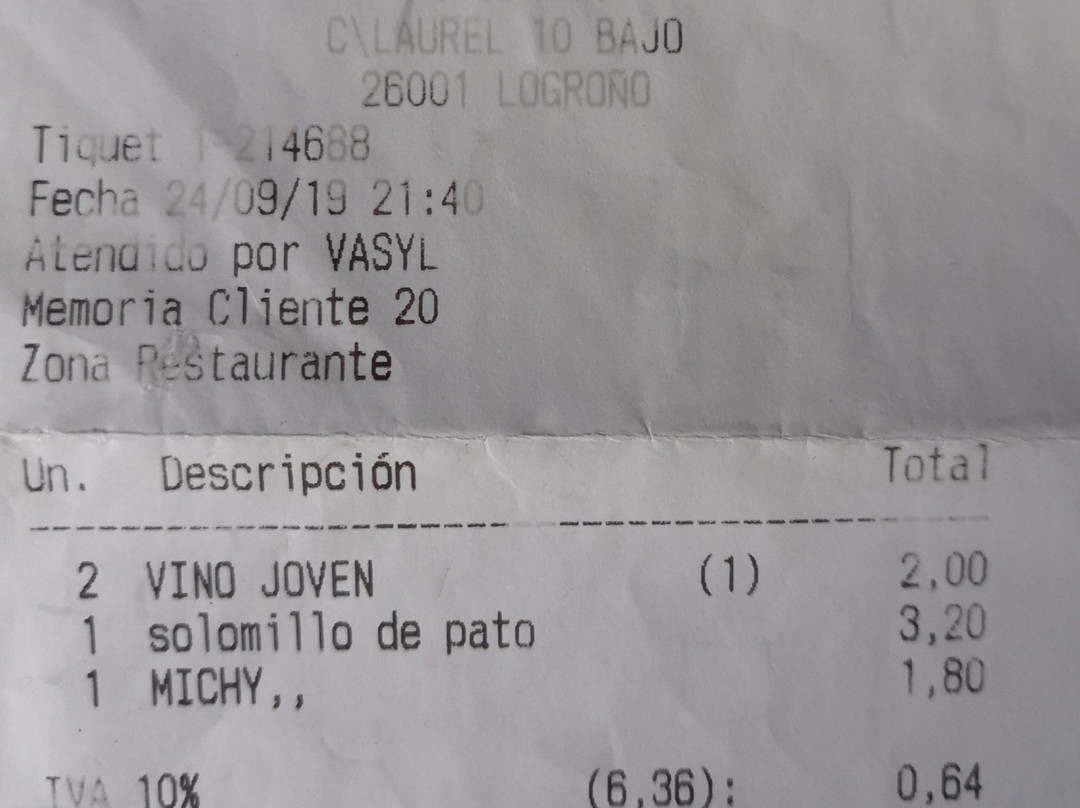 C\LAUREL 10 BAJO
26001 LOGROÑO
Tiquet 1-214688
Fecha 24/09/19 21:40
Atendido por VASYL
Memoria Cliente 20
Zona Restaurante
Un. Descripción Total
2 VINO JOVEN (1) 2,00
1 solomillo de pato 3,20
1 MICHY,, 1,80
IVA 10% (6,36): 0,64